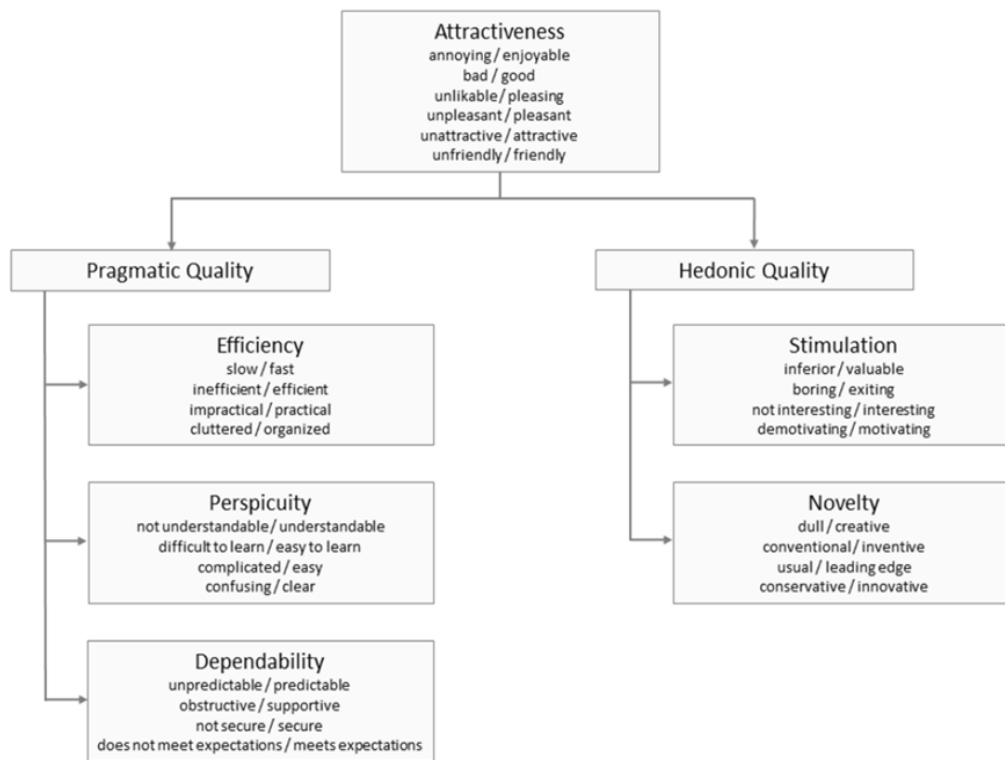 Attractiveness
annoying / enjoyable
bad / good
unlikable / pleasing
unpleasant / pleasant
unattractive / attractive
unfriendly / friendly
Pragmatic Quality
Efficiency
slow / fast
inefficient / efficient
impractical / practical
cluttered / organized
Perspicuity
not understandable / understandable
difficult to learn / easy to learn
complicated / easy
confusing / clear
Dependability
unpredictable / predictable
obstructive / supportive
not secure / secure
does not meet expectations / meets expectations
Hedonic Quality
Stimulation
inferior / valuable
boring / exiting
not interesting / interesting
demotivating / motivating
Novelty
dull / creative
conventional / inventive
usual / leading edge
conservative / innovative